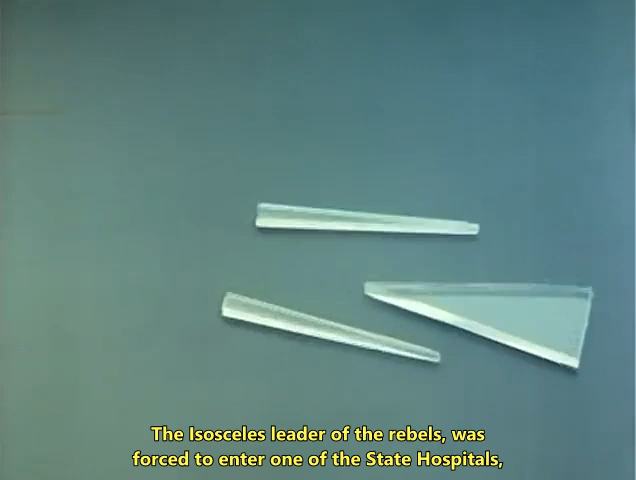 The Isosceles leader of the rebels, was
forced to enter one of the State Hospitals,